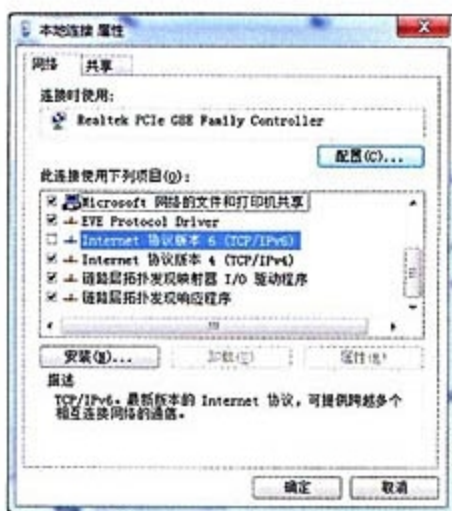 本地连接 属性
网络 共享
连接时使用:
Realtek PCIe GBE Family Controller
配置(C)...
此连接使用下列项目(O):
Microsoft 网络的文件和打印机共享
EVE Protocol Driver
Internet 协议版本 6 (TCP/IPv6)
Internet 协议版本 4 (TCP/IPv4)
链路层拓扑发现映射器 I/O 驱动程序
链路层拓扑发现响应程序
安装(N)... 卸载(U) 属性(R)
描述
TCP/IPv6。最新版本的 Internet 协议，可提供跨越多个
相互连接网络的通信。
确定 取消